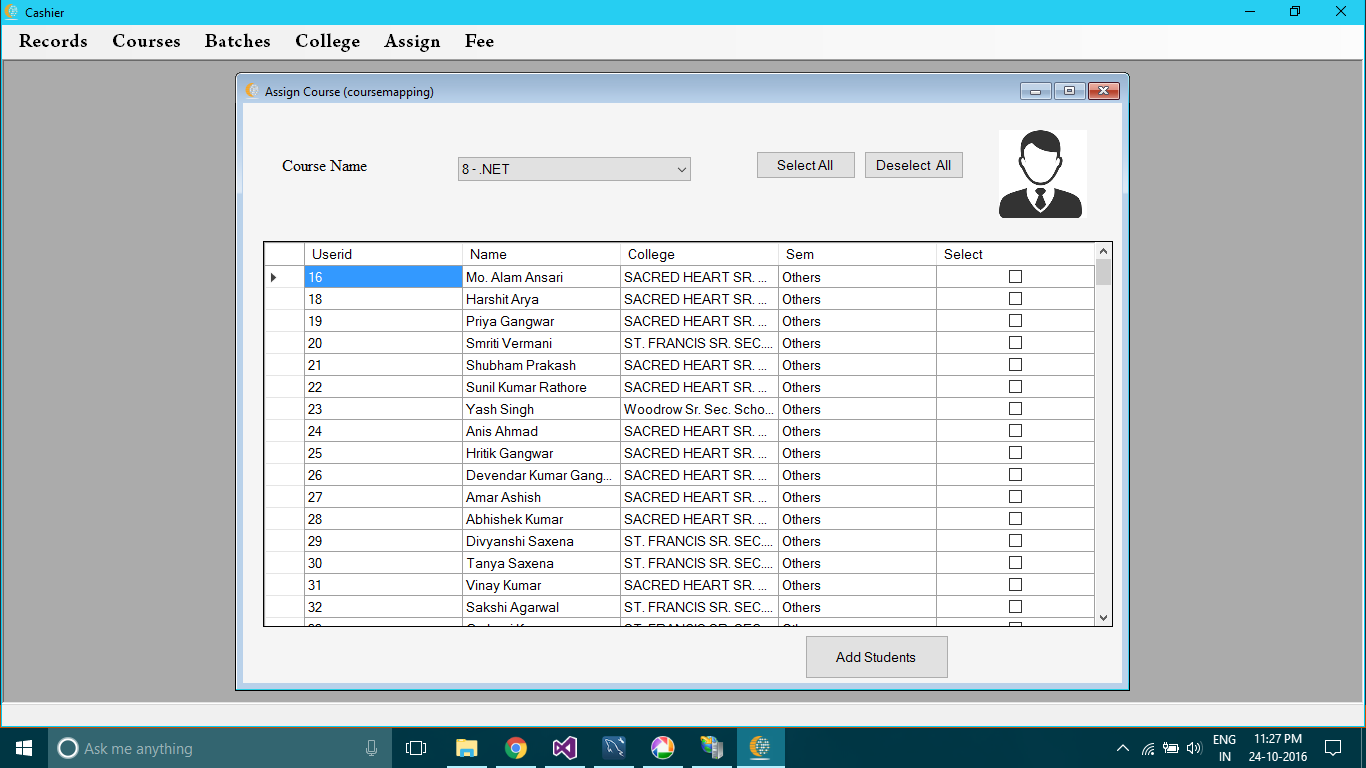 Cashier
Records Courses Batches College Assign Fee
Assign Course (coursemapping)
Course Name 8 - .NET Select All Deselect All
Userid Name College Sem Select
16 Mo. Alam Ansari SACRED HEART SR. ... Others
18 Harshit Arya SACRED HEART SR. ... Others
19 Priya Gangwar SACRED HEART SR. ... Others
20 Smriti Vermani ST. FRANCIS SR. SEC.... Others
21 Shubham Prakash SACRED HEART SR. ... Others
22 Sunil Kumar Rathore SACRED HEART SR. ... Others
23 Yash Singh Woodrow Sr. Sec. Scho... Others
24 Anis Ahmad SACRED HEART SR. ... Others
25 Hritik Gangwar SACRED HEART SR. ... Others
26 Devendar Kumar Gang... SACRED HEART SR. ... Others
27 Amar Ashish SACRED HEART SR. ... Others
28 Abhishek Kumar SACRED HEART SR. ... Others
29 Divyanshi Saxena ST. FRANCIS SR. SEC.... Others
30 Tanya Saxena ST. FRANCIS SR. SEC.... Others
31 Vinay Kumar SACRED HEART SR. ... Others
32 Sakshi Agarwal ST. FRANCIS SR. SEC.... Others
Add Students
Ask me anything
ENG 11:27 PM
IN 24-10-2016